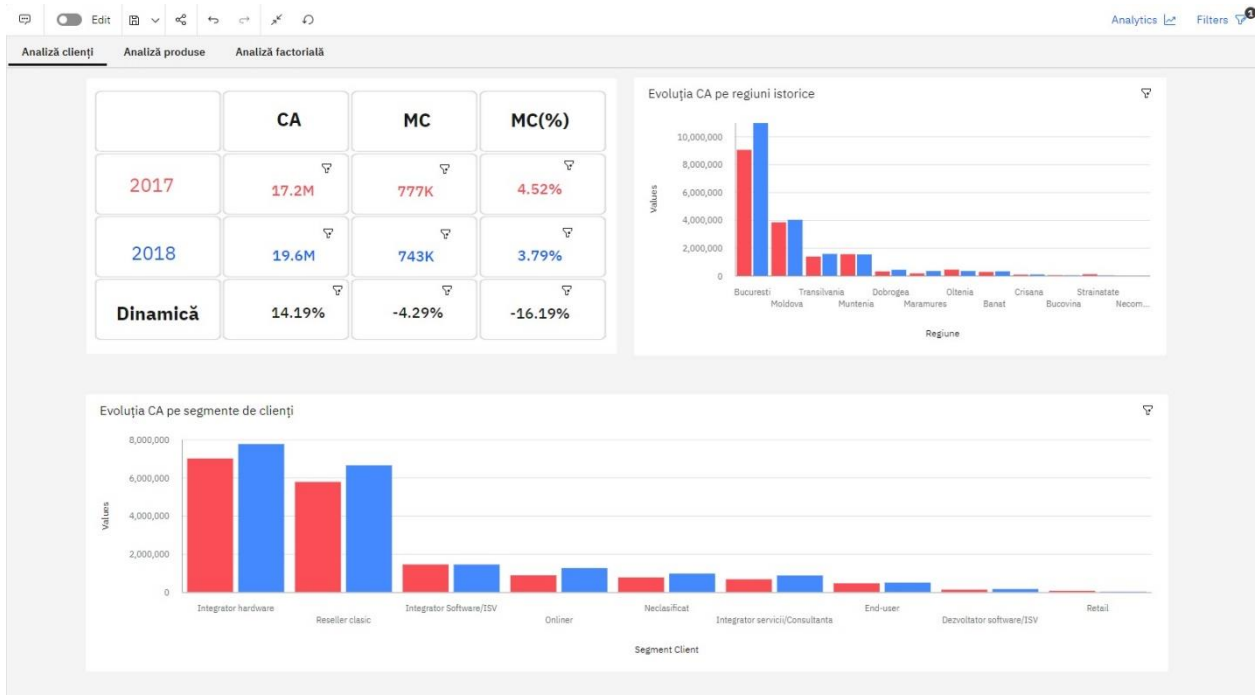 Edit
Analytics
Filters
1
Analiză clienți
Analiză produse
Analiză factorială
CA
MC
MC(%)
2017
17.2M
777K
4.52%
2018
19.6M
743K
3.79%
Dinamică
14.19%
-4.29%
-16.19%
Evoluția CA pe regiuni istorice
Values
10,000,000
8,000,000
6,000,000
4,000,000
2,000,000
0
Bucuresti
Moldova
Transilvania
Muntenia
Dobrogea
Maramures
Oltenia
Banat
Crisana
Bucovina
Strainatate
Necom...
Regiune
Evoluția CA pe segmente de clienți
Values
8,000,000
6,000,000
4,000,000
2,000,000
0
Integrator hardware
Reseller clasic
Integrator Software/ISV
Onliner
Neclasificat
Integrator servicii/Consultanta
End-user
Dezvoltator software/ISV
Retail
Segment Client